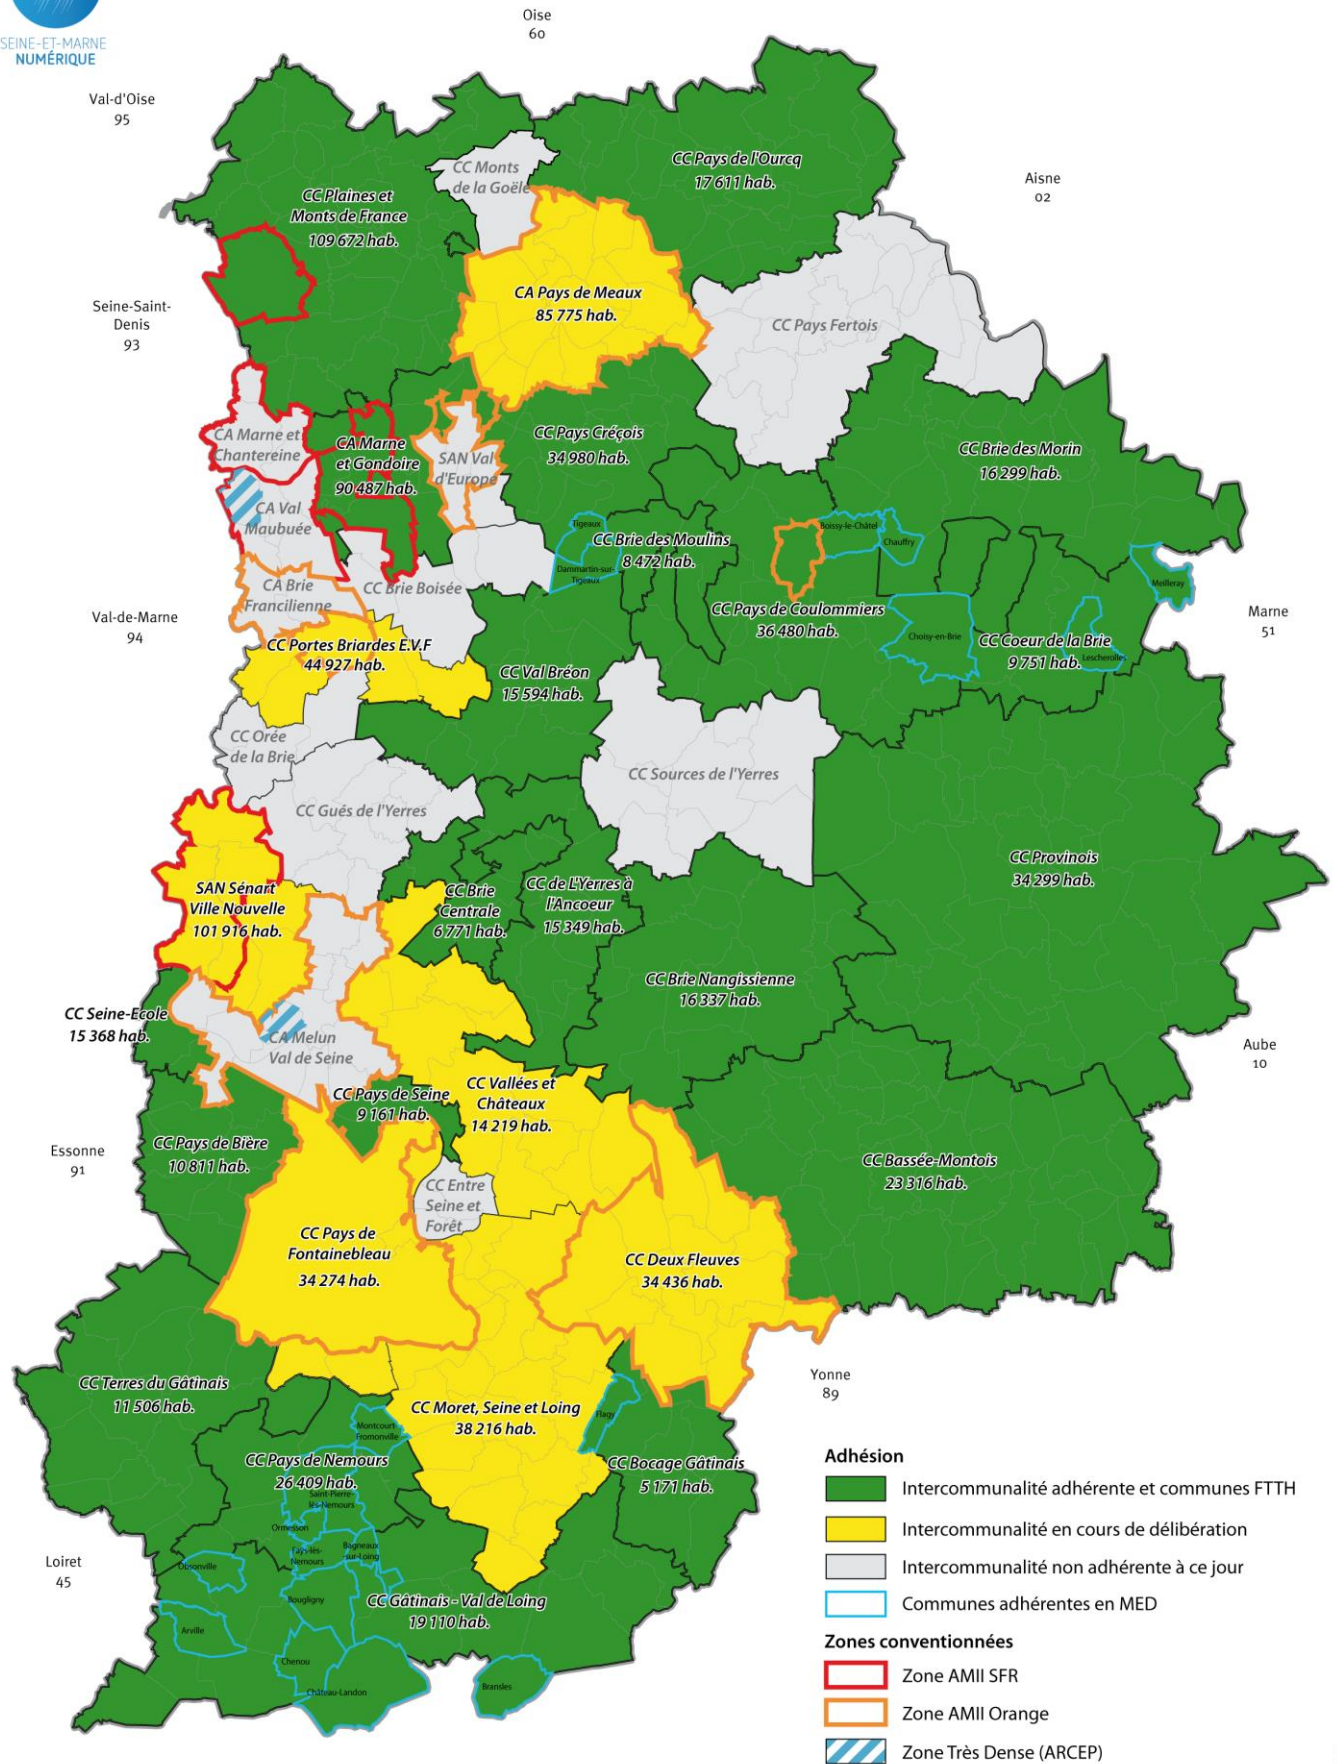 SEINE-ET-MARNE
NUMÉRIQUE
Oise
60
Val-d'Oise
95
Aisne
02
Seine-Saint-
Denis
93
Val-de-Marne
94
Marne
51
Essonne
91
Aube
10
Yonne
89
Loiret
45
CC Monts
de la Goële
CC Pays de l'Ourcq
17 611 hab.
CC Plaines et
Monts de France
109 672 hab.
CA Pays de Meaux
85 775 hab.
CC Pays Fertois
CA Marne et
Chantereine
CA Marne
et Gondoire
90 487 hab.
SAN Val
d'Europe
CC Pays Créçois
34 980 hab.
CC Brie des Morin
16 299 hab.
CA Val
Maubuée
Tigeaux
CC Brie des Moulins
8 472 hab.
Dammartin-sur-
Tigeaux
Boissy-le-Châtel
Chauffry
Meilleray
CA Brie
Francilienne
CC Brie Boisée
CC Pays de Coulommiers
36 480 hab.
Choisy-en-Brie
CC Coeur de la Brie
9 751 hab.
Lescherolles
CC Portes Briardes E.V.F
44 927 hab.
CC Val Bréon
15 594 hab.
CC Orée
de la Brie
CC Sources de l'Yerres
CC Gués de l'Yerres
CC Provinois
34 299 hab.
SAN Sénart
Ville Nouvelle
101 916 hab.
CC Brie
Centrale
6 771 hab.
CC de L'Yerres à
l'Ancoeur
15 349 hab.
CC Brie Nangissienne
16 337 hab.
CC Seine-Ecole
15 368 hab.
CA Melun
Val de Seine
CC Pays de Seine
9 161 hab.
CC Vallées et
Châteaux
14 219 hab.
CC Pays de Bière
10 811 hab.
CC Bassée-Montois
23 316 hab.
CC Entre
Seine et
Forêt
CC Pays de
Fontainebleau
34 274 hab.
CC Deux Fleuves
34 436 hab.
CC Terres du Gâtinais
11 506 hab.
CC Moret, Seine et Loing
38 216 hab.
Flagy
Montcourt-
Fromonville
CC Pays de Nemours
26 409 hab.
CC Bocage Gâtinais
5 171 hab.
Saint-Pierre-
lès-Nemours
Ormesson
Faÿs-lès-
Nemours
Bagneaux
-sur-Loing
Obsonville
Bougligny
CC Gâtinais - Val de Loing
19 110 hab.
Arville
Chenou
Château-Landon
Bransles
Adhésion
Intercommunalité adhérente et communes FTTH
Intercommunalité en cours de délibération
Intercommunalité non adhérente à ce jour
Communes adhérentes en MED
Zones conventionnées
Zone AMII SFR
Zone AMII Orange
Zone Très Dense (ARCEP)